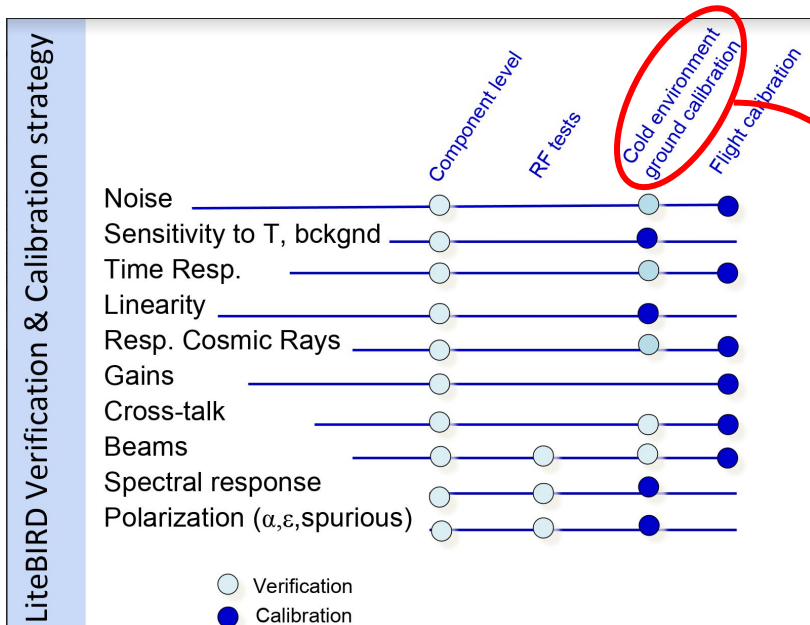 LiteBIRD Verification & Calibration strategy
Component level
RF tests
Cold environment
ground calibration
Flight calibration
Noise
Sensitivity to T, bckgnd
Time Resp.
Linearity
Resp. Cosmic Rays
Gains
Cross-talk
Beams
Spectral response
Polarization (α,ε,spurious)
Verification
Calibration